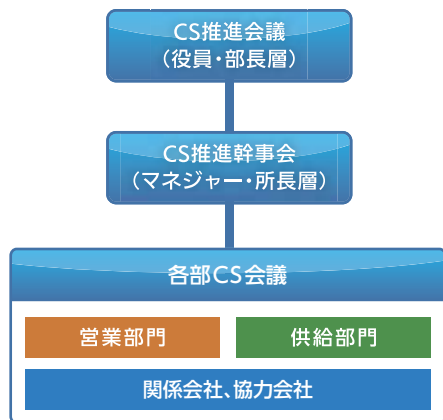 CS推進会議
（役員・部長層）
CS推進幹事会
（マネジャー・所長層）
各部CS会議
営業部門
供給部門
関係会社、協力会社